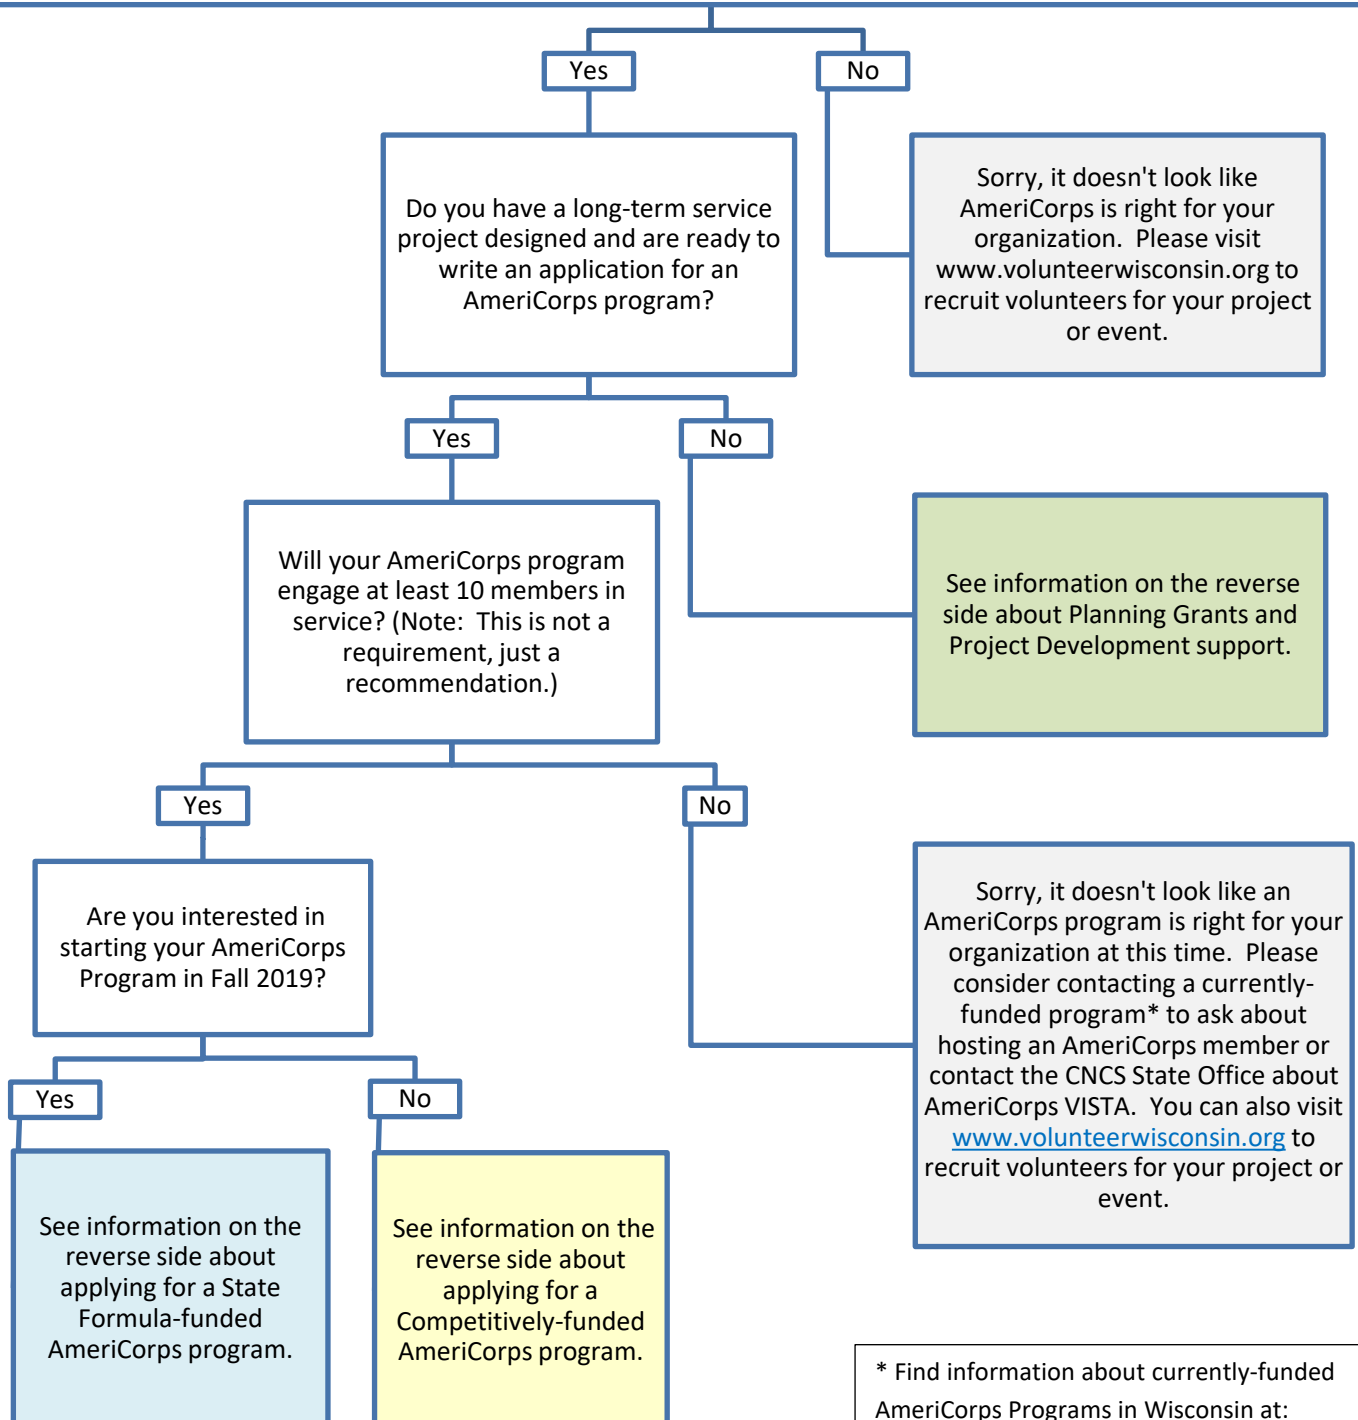 Yes
No
Do you have a long-term service
project designed and are ready to
write an application for an
AmeriCorps program?
Sorry, it doesn't look like
AmeriCorps is right for your
organization.  Please visit
www.volunteerwisconsin.org to
recruit volunteers for your project
or event.
Yes
No
Will your AmeriCorps program
engage at least 10 members in
service? (Note:  This is not a
requirement, just a
recommendation.)
See information on the reverse
side about Planning Grants and
Project Development support.
Yes
No
Are you interested in
starting your AmeriCorps
Program in Fall 2019?
Sorry, it doesn't look like an
AmeriCorps program is right for your
organization at this time.  Please
consider contacting a currently-
funded program* to ask about
hosting an AmeriCorps member or
contact the CNCS State Office about
AmeriCorps VISTA.  You can also visit
www.volunteerwisconsin.org to
recruit volunteers for your project or
event.
Yes
No
See information on the
reverse side about
applying for a State
Formula-funded
AmeriCorps program.
See information on the
reverse side about
applying for a
Competitively-funded
AmeriCorps program.
* Find information about currently-funded
AmeriCorps Programs in Wisconsin at: